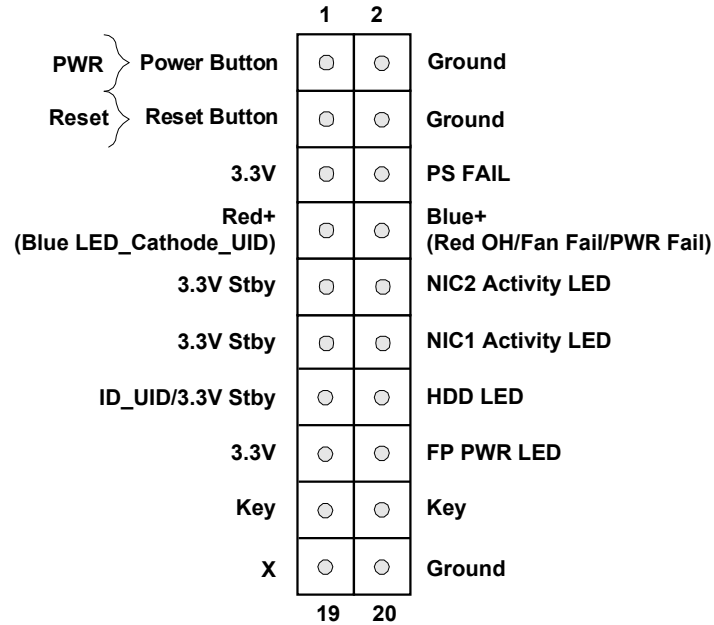 1 2
PWR Power Button Ground
Reset Reset Button Ground
3.3V PS FAIL
Red+ Blue+
(Blue LED_Cathode_UID) (Red OH/Fan Fail/PWR Fail)
3.3V Stby NIC2 Activity LED
3.3V Stby NIC1 Activity LED
ID_UID/3.3V Stby HDD LED
3.3V FP PWR LED
Key Key
X Ground
19 20